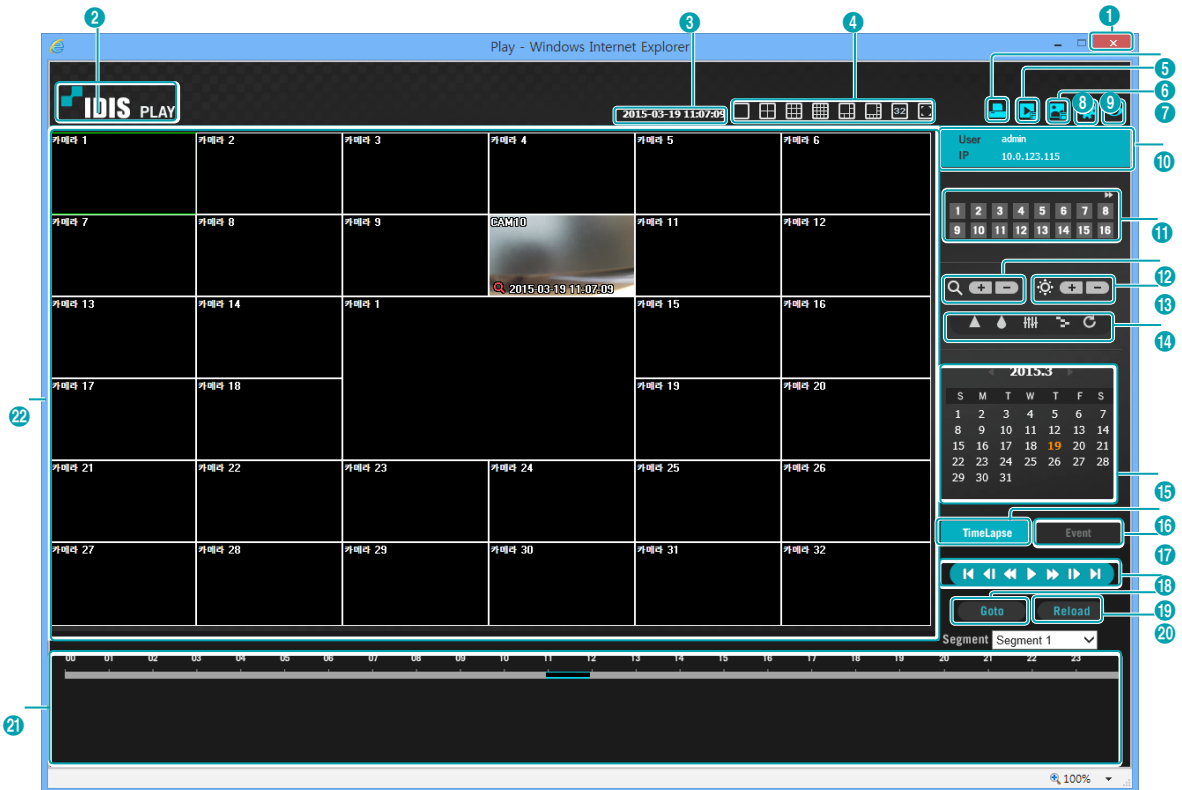 1
2
3
4
Play - Windows Internet Explorer
5
6
7
8
9
IDIS PLAY
2015-03-19 11:07:09
32
User admin
IP 10.0.123.115
10
카메라 1
카메라 2
카메라 3
카메라 4
카메라 5
카메라 6
1 2 3 4 5 6 7 8
9 10 11 12 13 14 15 16
11
카메라 7
카메라 8
카메라 9
CAM10
2015-03-19 11:07:09
카메라 11
카메라 12
12
13
14
카메라 13
카메라 14
카메라 1
카메라 15
카메라 16
카메라 17
카메라 18
카메라 19
카메라 20
2015.3
S M T W T F S
1 2 3 4 5 6 7
8 9 10 11 12 13 14
15 16 17 18 19 20 21
22 23 24 25 26 27 28
29 30 31
15
22
카메라 21
카메라 22
카메라 23
카메라 24
카메라 25
카메라 26
TimeLapse
Event
16
17
카메라 27
카메라 28
카메라 29
카메라 30
카메라 31
카메라 32
18
Goto
Reload
19
20
Segment Segment 1
00 01 02 03 04 05 06 07 08 09 10 11 12 13 14 15 16 17 18 19 20 21 22 23
21
100%